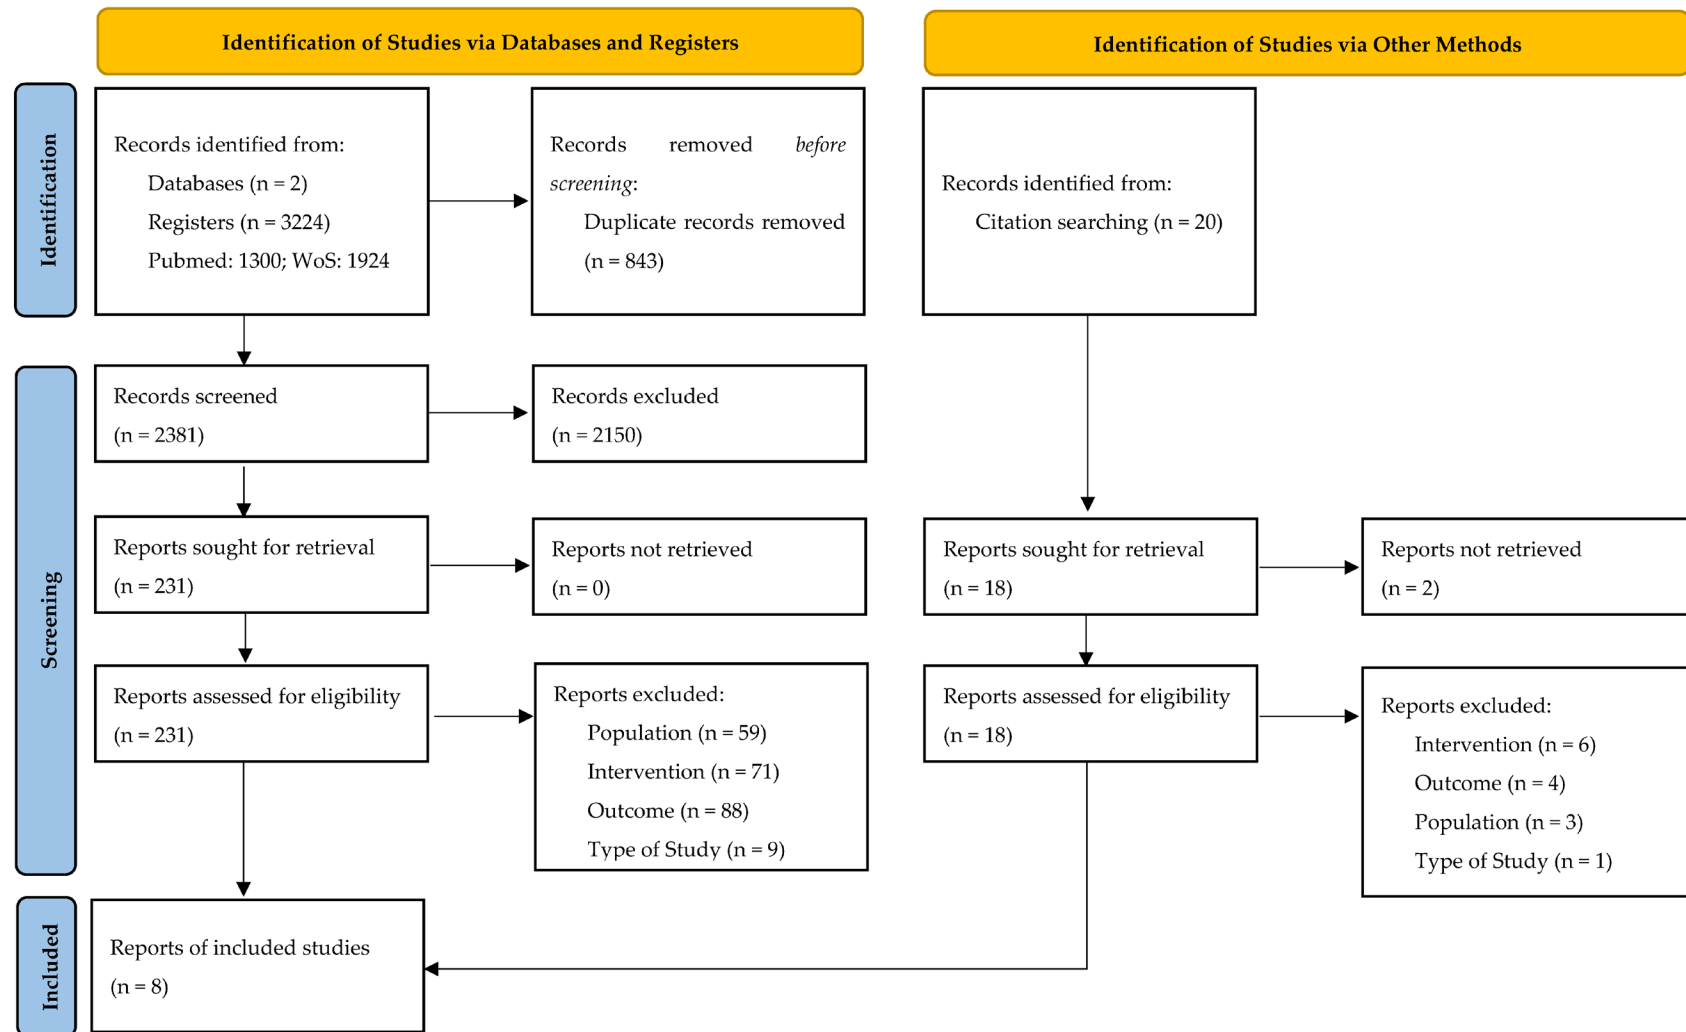 Identification of Studies via Databases and Registers
Identification of Studies via Other Methods
Identification
Records identified from:
Databases (n = 2)
Registers (n = 3224)
Pubmed: 1300; WoS: 1924
Records removed before
screening:
Duplicate records removed
(n = 843)
Records identified from:
Citation searching (n = 20)
Screening
Records screened
(n = 2381)
Records excluded
(n = 2150)
Reports sought for retrieval
(n = 231)
Reports not retrieved
(n = 0)
Reports sought for retrieval
(n = 18)
Reports not retrieved
(n = 2)
Reports assessed for eligibility
(n = 231)
Reports excluded:
Population (n = 59)
Intervention (n = 71)
Outcome (n = 88)
Type of Study (n = 9)
Reports assessed for eligibility
(n = 18)
Reports excluded:
Intervention (n = 6)
Outcome (n = 4)
Population (n = 3)
Type of Study (n = 1)
Included
Reports of included studies
(n = 8)